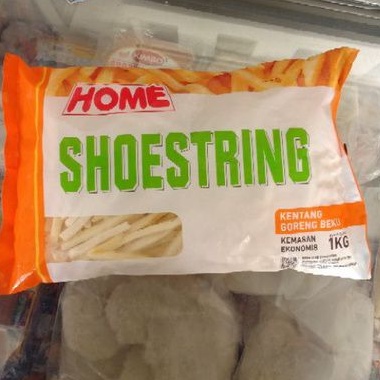 HOME
SHOESTRING
KENTANG
GORENG BEKU
KEMASAN
EKONOMIS
1KG